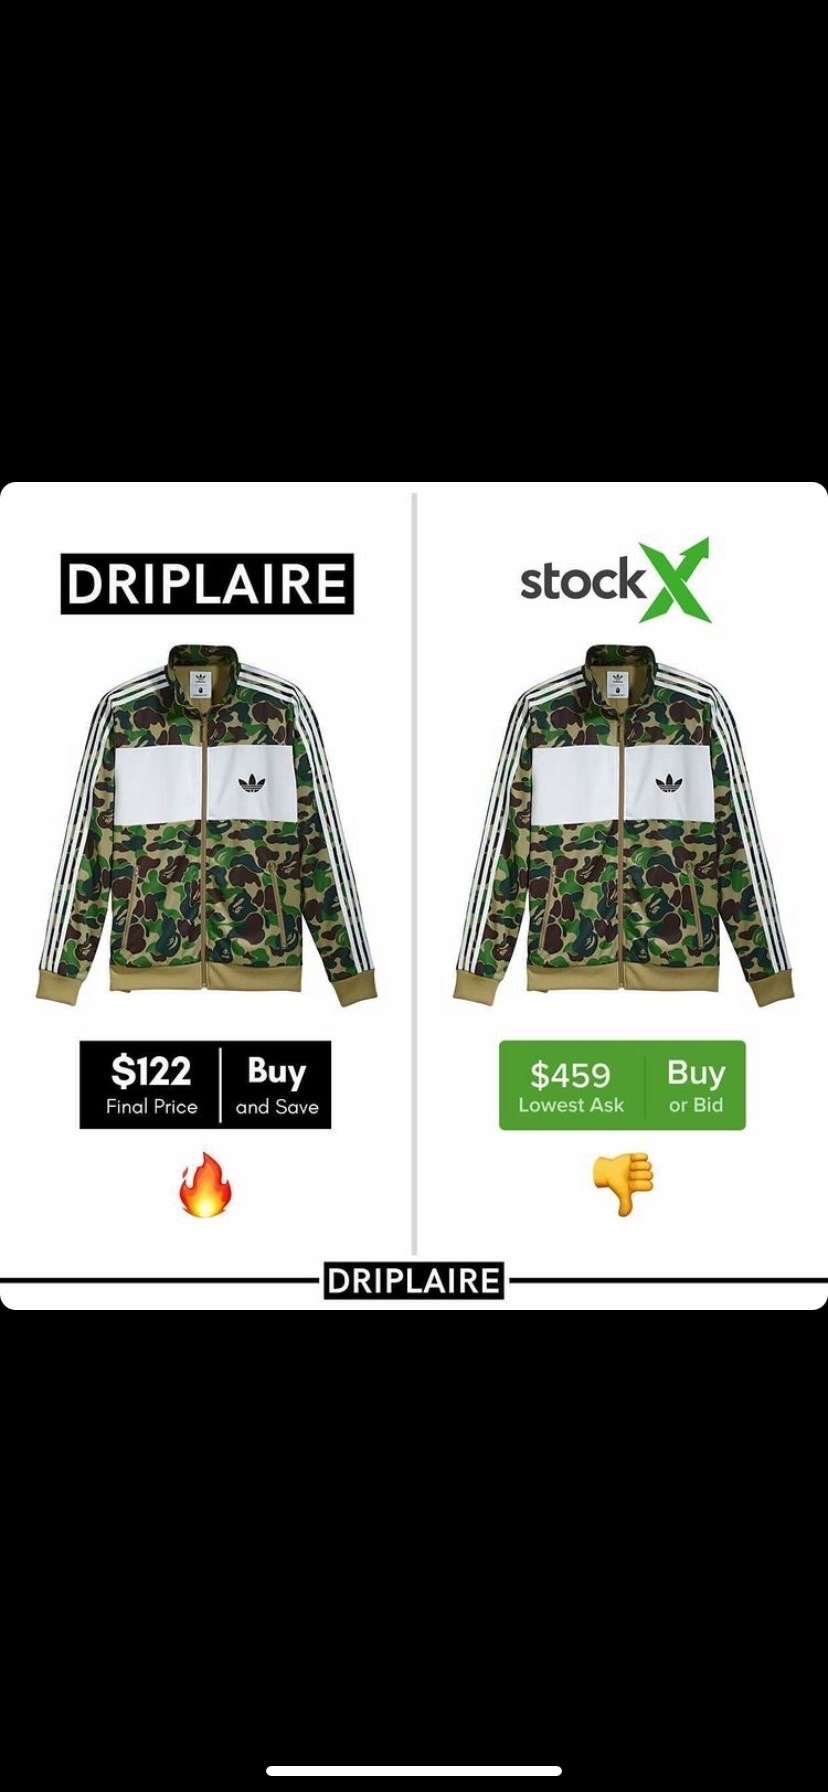 DRIPLAIRE
stockX
$122
Final Price
Buy
and Save
$459
Lowest Ask
Buy
or Bid
DRIPLAIRE